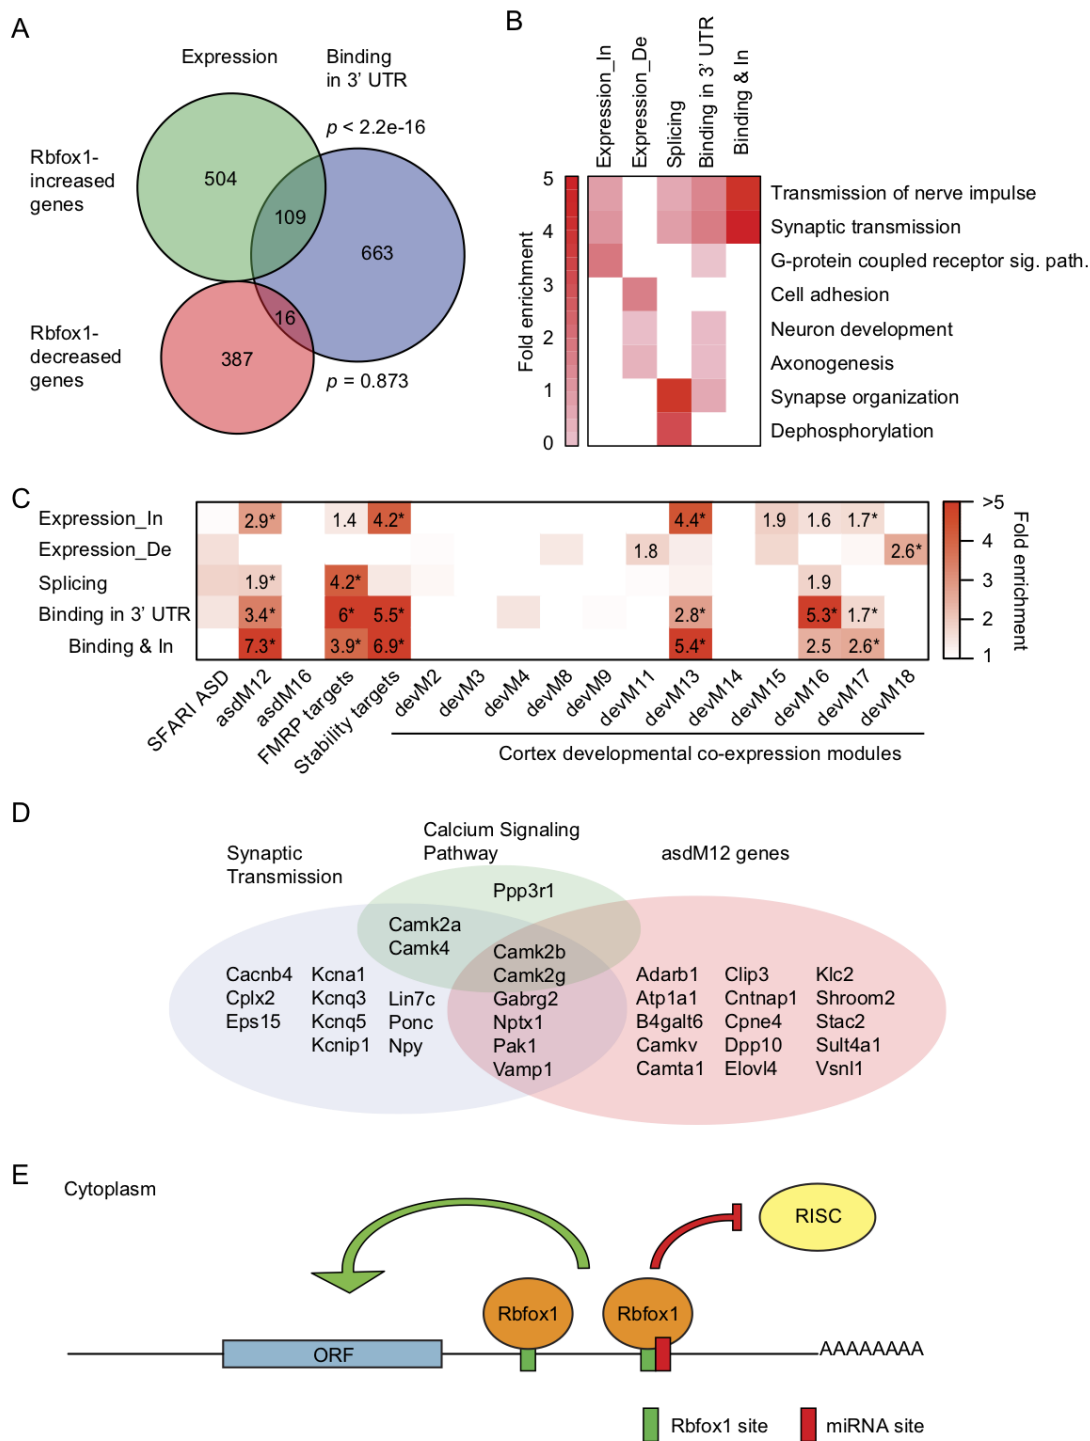 A
Expression
Binding
in 3' UTR
p < 2.2e-16
Rbfox1-
increased
genes
504
109
663
Rbfox1-
decreased
genes
16
387
p = 0.873
B
Expression_In
Expression_De
Splicing
Binding in 3' UTR
Binding & In
Fold enrichment
5
4
3
2
1
0
Transmission of nerve impulse
Synaptic transmission
G-protein coupled receptor sig. path.
Cell adhesion
Neuron development
Axonogenesis
Synapse organization
Dephosphorylation
C
Expression_In 2.9* 1.4 4.2* 4.4* 1.9 1.6 1.7*
Expression_De 1.8 2.6*
Splicing 1.9* 4.2* 1.9
Binding in 3' UTR 3.4* 6* 5.5* 2.8* 5.3* 1.7*
Binding & In 7.3* 3.9* 6.9* 5.4* 2.5 2.6*
SFARI ASD
asdM12
asdM16
FMRP targets
Stability targets
devM2
devM3
devM4
devM8
devM9
devM11
devM13
devM14
devM15
devM16
devM17
devM18
Cortex developmental co-expression modules
>5
4
3
2
1
Fold enrichment
D
Synaptic
Transmission
Calcium Signaling
Pathway
asdM12 genes
Ppp3r1
Camk2a
Camk4
Camk2b
Camk2g
Gabrg2
Nptx1
Pak1
Vamp1
Cacnb4
Cplx2
Eps15
Kcna1
Kcnq3
Kcnq5
Kcnip1
Lin7c
Ponc
Npy
Adarb1
Atp1a1
B4galt6
Camkv
Camta1
Clip3
Cntnap1
Cpne4
Dpp10
Elovl4
Klc2
Shroom2
Stac2
Sult4a1
Vsnl1
E
Cytoplasm
RISC
Rbfox1
Rbfox1
ORF
AAAAAAAA
Rbfox1 site
miRNA site